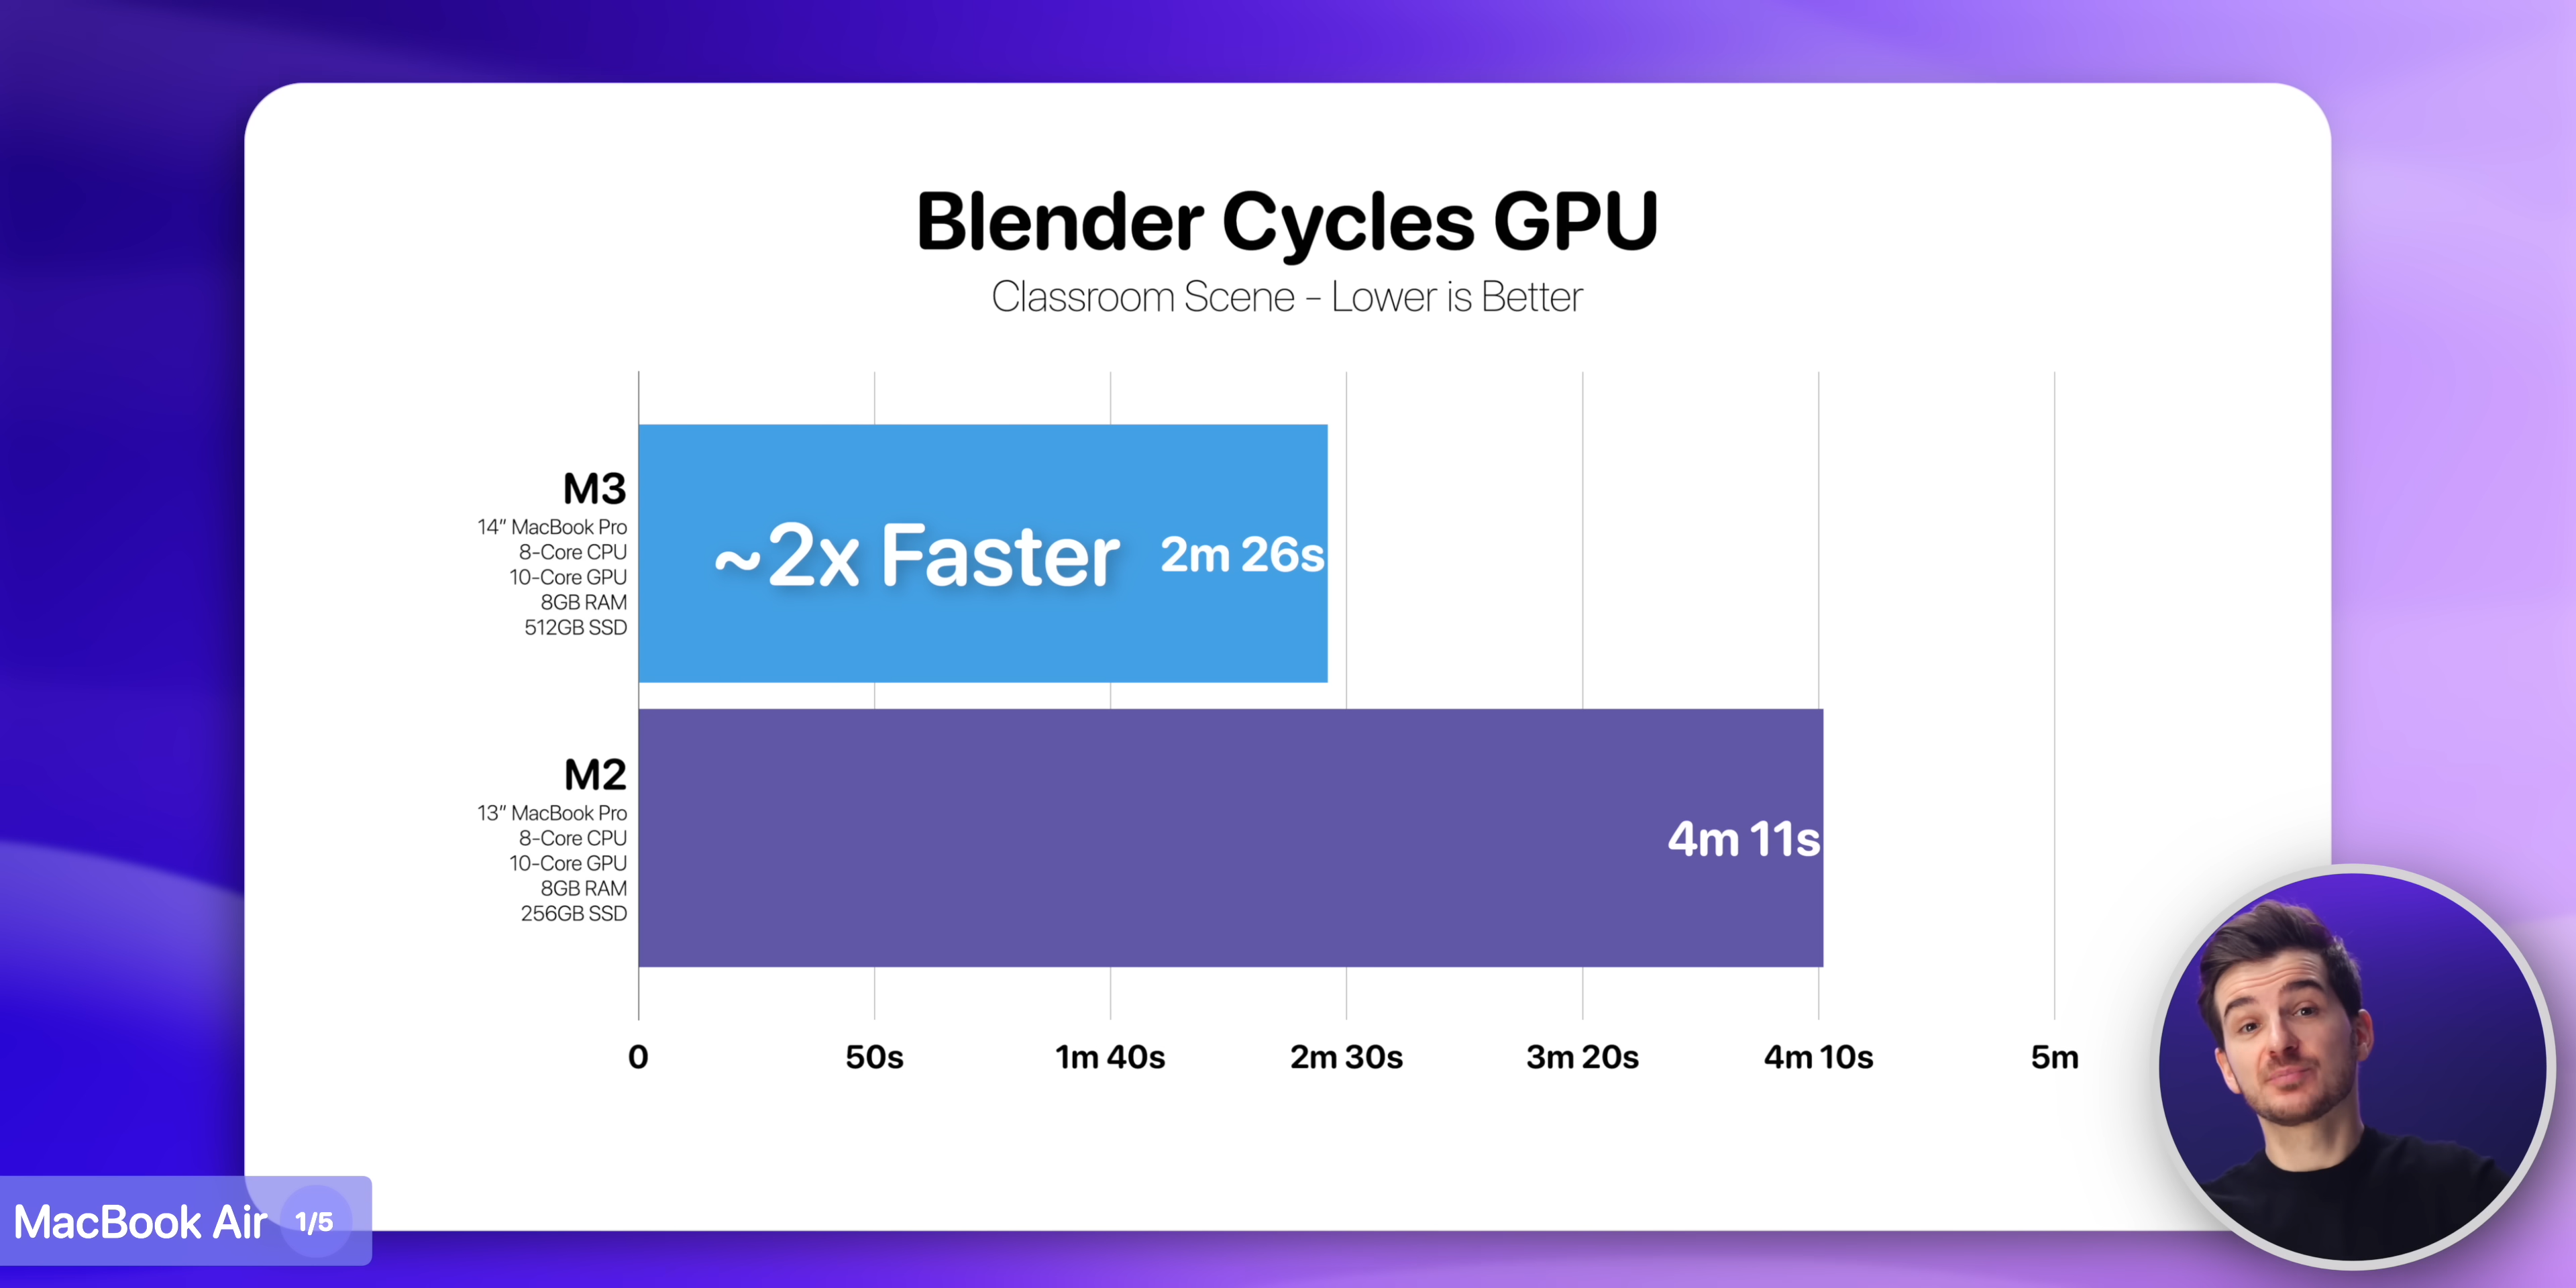 Blender Cycles GPU
Classroom Scene - Lower is Better
M3
14" MacBook Pro
8-Core CPU
10-Core GPU
8GB RAM
512GB SSD
~2x Faster
2m 26s
M2
13" MacBook Pro
8-Core CPU
10-Core GPU
8GB RAM
256GB SSD
4m 11s
0
50s
1m 40s
2m 30s
3m 20s
4m 10s
5m
MacBook Air 1/5